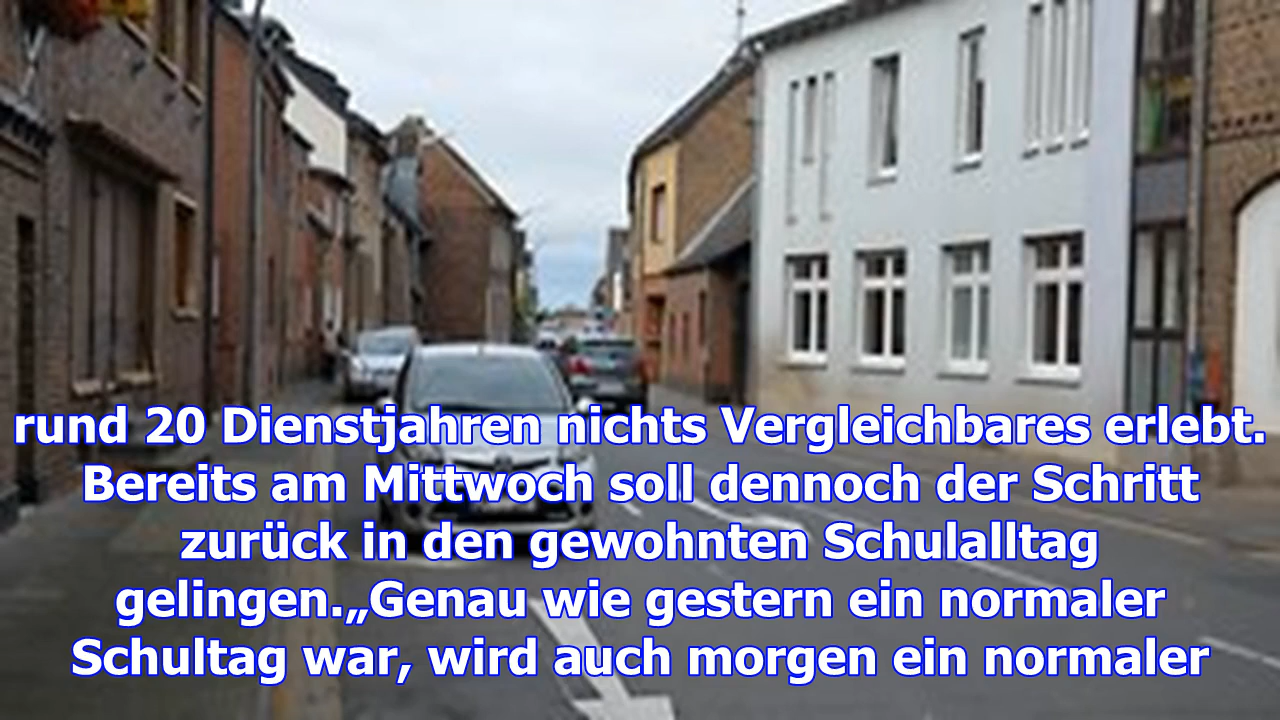 rund 20 Dienstjahren nichts Vergleichbares erlebt.
Bereits am Mittwoch soll dennoch der Schritt
zurück in den gewohnten Schulalltag
gelingen.„Genau wie gestern ein normaler
Schultag war, wird auch morgen ein normaler